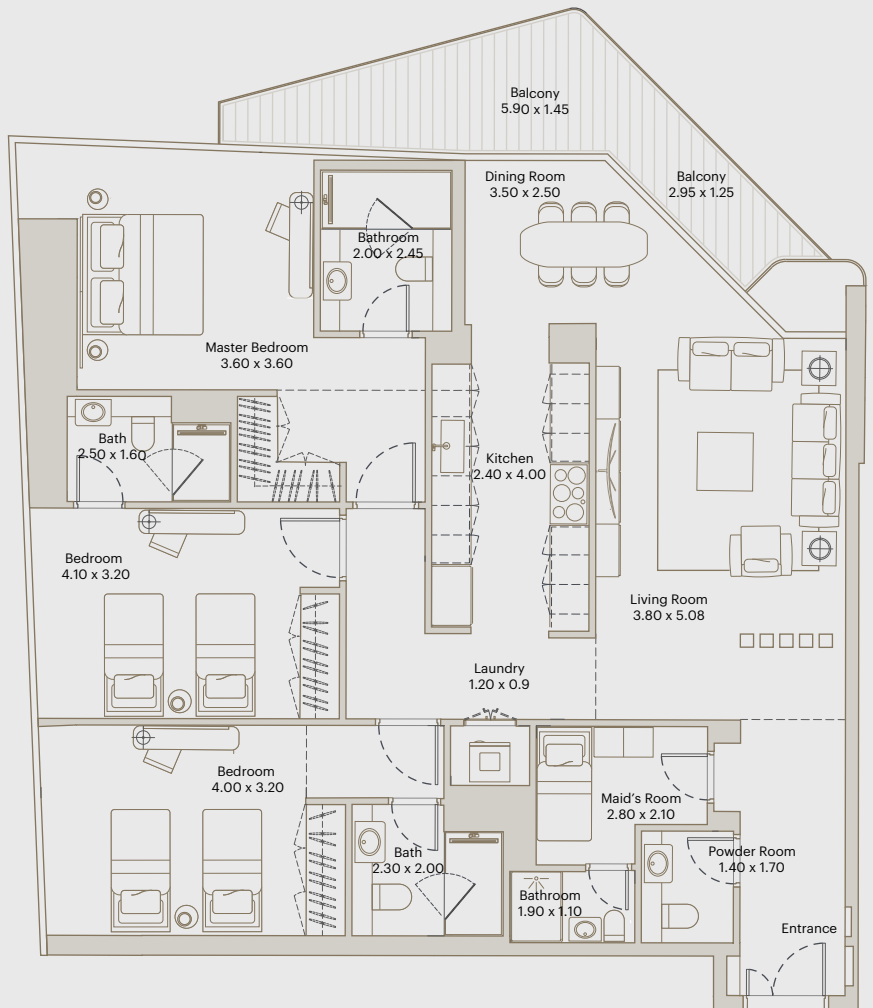 Balcony
5.90 x 1.45
Balcony
2.95 x 1.25
Dining Room
3.50 x 2.50
Bathroom
2.00 x 2.45
Master Bedroom
3.60 x 3.60
Bath
2.50 x 1.60
Kitchen
2.40 x 4.00
Bedroom
4.10 x 3.20
Living Room
3.80 x 5.08
Laundry
1.20 x 0.9
Bedroom
4.00 x 3.20
Maid's Room
2.80 x 2.10
Bath
2.30 x 2.00
Powder Room
1.40 x 1.70
Bathroom
1.90 x 1.10
Entrance